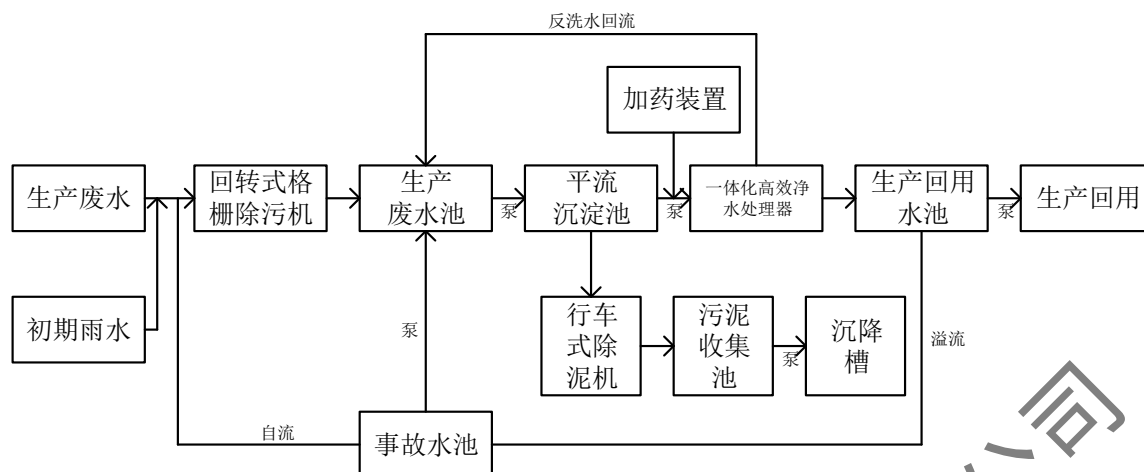 反洗水回流
加药装置
生产废水
回转式格
栅除污机
生产
废水池
泵
平流
沉淀池
泵
一体化高效净
水处理器
生产回用
水池
泵
生产回用
初期雨水
泵
行车
式除
泥机
污泥
收集
池
泵
沉降
槽
溢流
自流
事故水池
公司